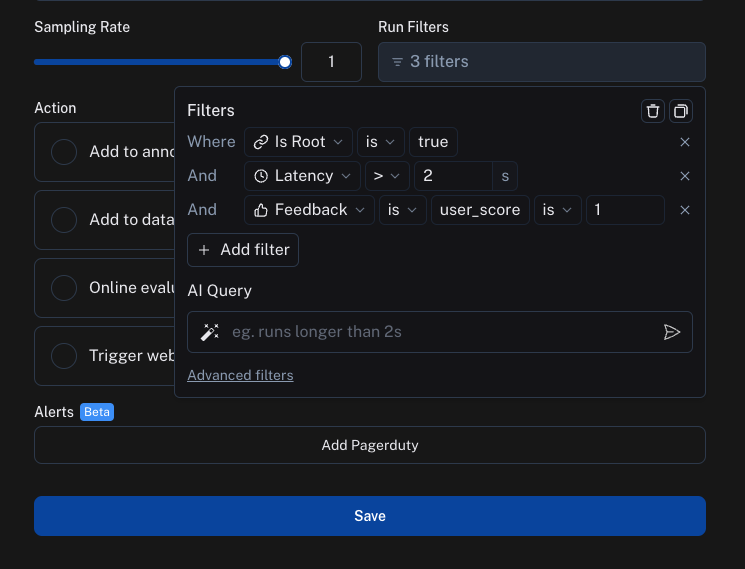 Sampling Rate
Run Filters
1
3 filters
Action
Filters
Where Is Root is true
Add to anno
And Latency > 2 s
And Feedback is user_score is 1
Add to data
Add filter
Online evalu
AI Query
eg. runs longer than 2s
Trigger web
Advanced filters
Alerts Beta
Add Pagerduty
Save